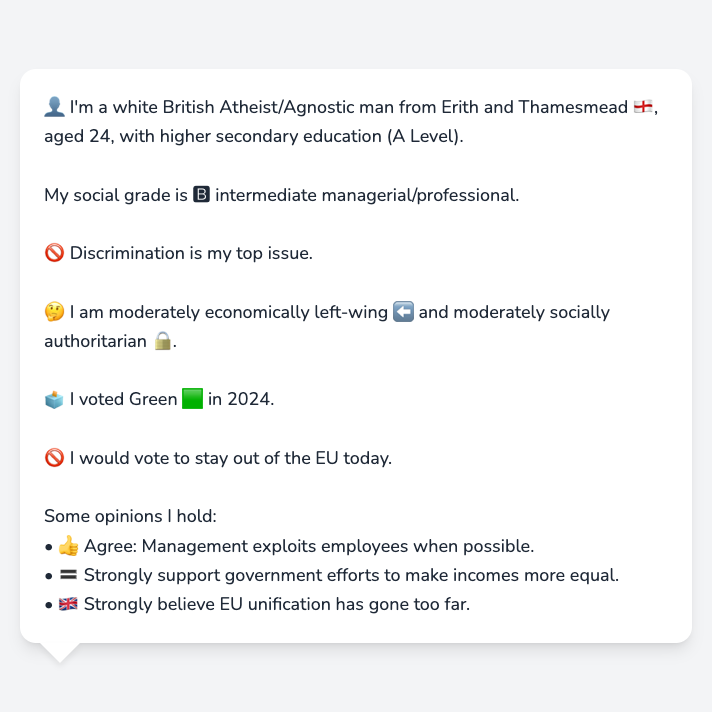 👤 I'm a white British Atheist/Agnostic man from Erith and Thamesmead 🏴󠁧󠁢󠁥󠁮󠁧󠁿,
aged 24, with higher secondary education (A Level).
My social grade is 🅱 intermediate managerial/professional.
🚫 Discrimination is my top issue.
🤔 I am moderately economically left-wing ⬅️ and moderately socially
authoritarian 🔒.
🗳️ I voted Green 🟩 in 2024.
🚫 I would vote to stay out of the EU today.
Some opinions I hold:
• 👍 Agree: Management exploits employees when possible.
• 🟰 Strongly support government efforts to make incomes more equal.
• 🇬🇧 Strongly believe EU unification has gone too far.